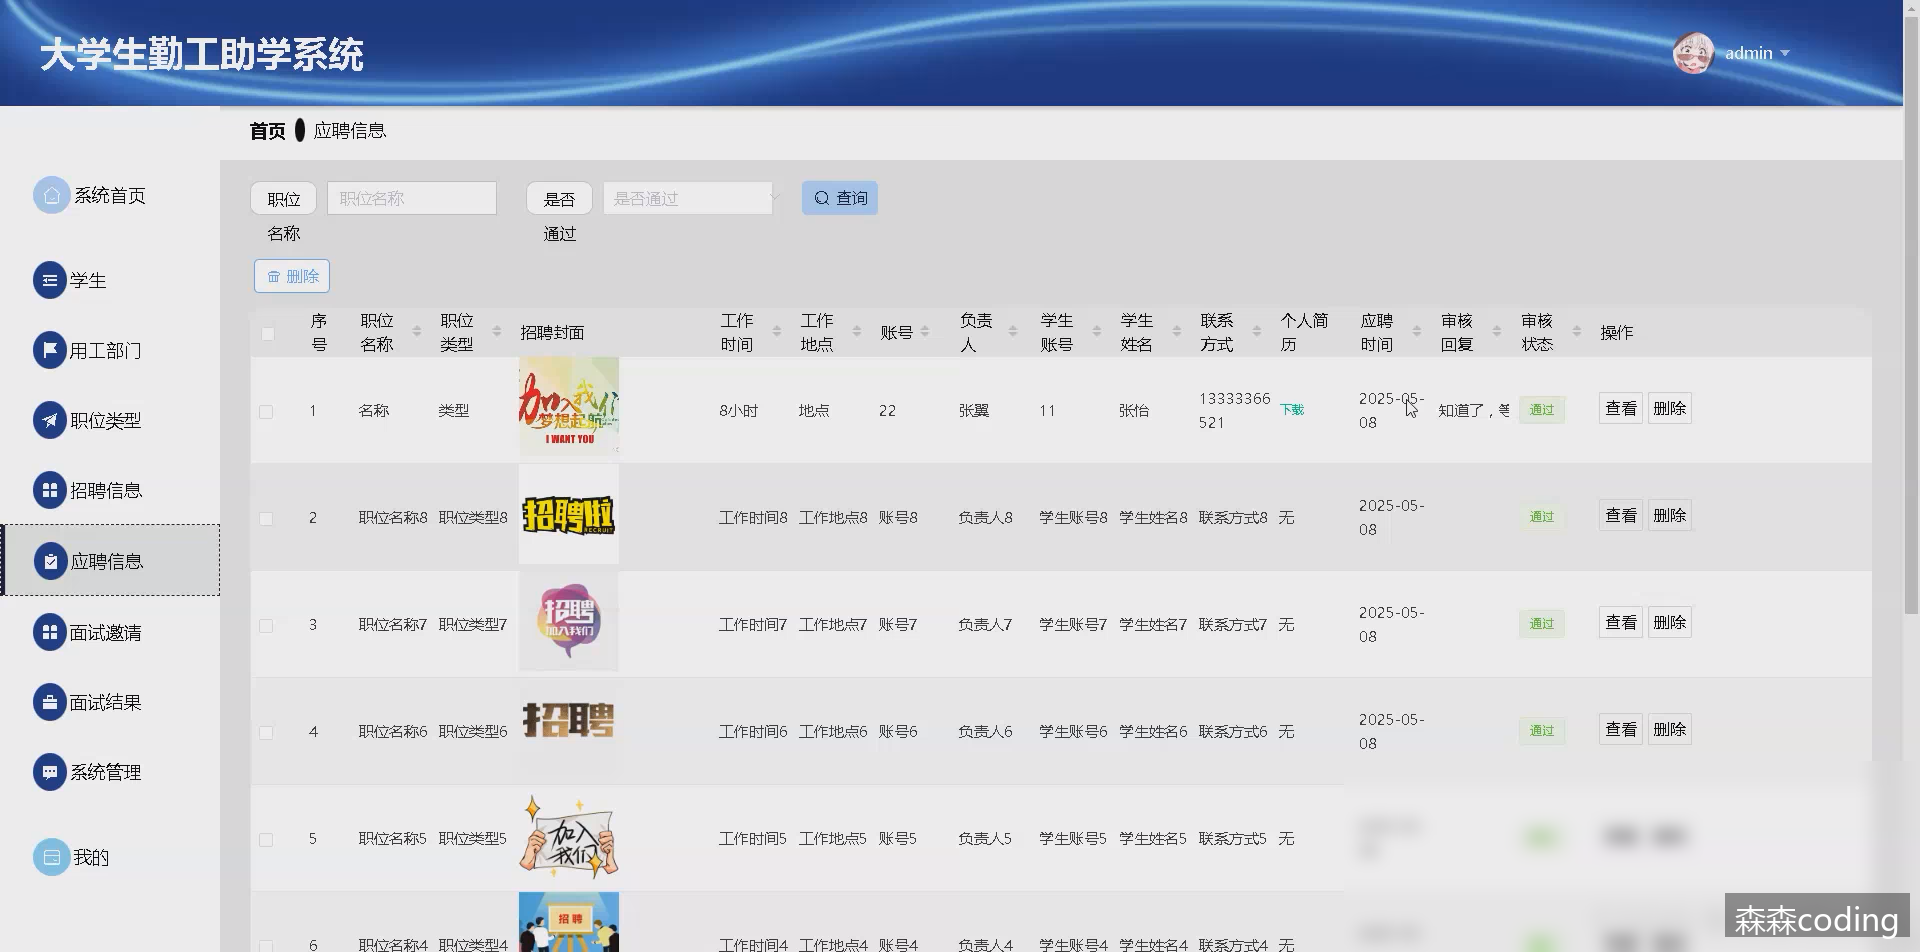 大学生勤工助学系统
admin
首页 应聘信息
系统首页
学生
用工部门
职位类型
招聘信息
应聘信息
面试邀请
面试结果
系统管理
我的
职位名称 职位名称 是否通过 是否通过 查询
删除
序号 职位名称 职位类型 招聘封面 工作时间 工作地点 账号 负责人 学生账号 学生姓名 联系方式 个人简历 应聘时间 审核回复 审核状态 操作
1 名称 类型 加入我们 梦想起航 I WANT YOU 8小时 地点 22 张翼 11 张怡 13333366521 下载 2025-05-08 知道了，等 通过 查看 删除
2 职位名称8 职位类型8 招聘啦 RECRUIT 工作时间8 工作地点8 账号8 负责人8 学生账号8 学生姓名8 联系方式8 无 2025-05-08 通过 查看 删除
3 职位名称7 职位类型7 招聘 加入我们 工作时间7 工作地点7 账号7 负责人7 学生账号7 学生姓名7 联系方式7 无 2025-05-08 通过 查看 删除
4 职位名称6 职位类型6 招聘 工作时间6 工作地点6 账号6 负责人6 学生账号6 学生姓名6 联系方式6 无 2025-05-08 通过 查看 删除
5 职位名称5 职位类型5 加入我们 工作时间5 工作地点5 账号5 负责人5 学生账号5 学生姓名5 联系方式5 无
6 职位名称4 职位类型4 招聘 工作时间4 工作地点4 账号4 负责人4 学生账号4 学生姓名4 联系方式4 无
森森coding